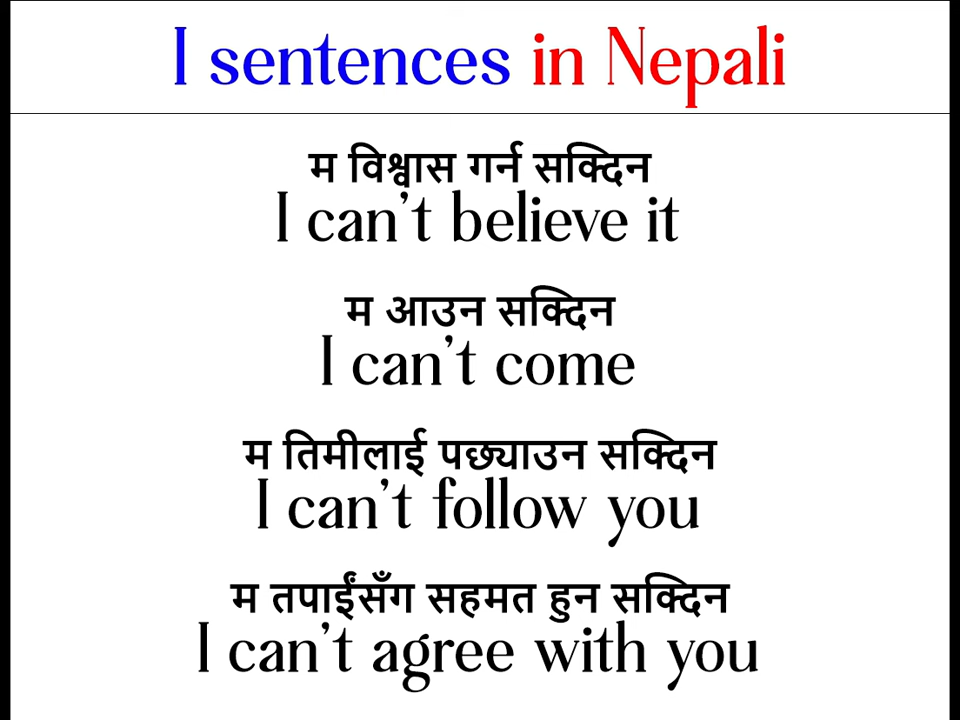 I sentences in Nepali
म विश्वास गर्न सक्दिन
I can't believe it
म आउन सक्दिन
I can't come
म तिमीलाई पछ्याउन सक्दिन
I can't follow you
म तपाईंसँग सहमत हुन सक्दिन
I can't agree with you